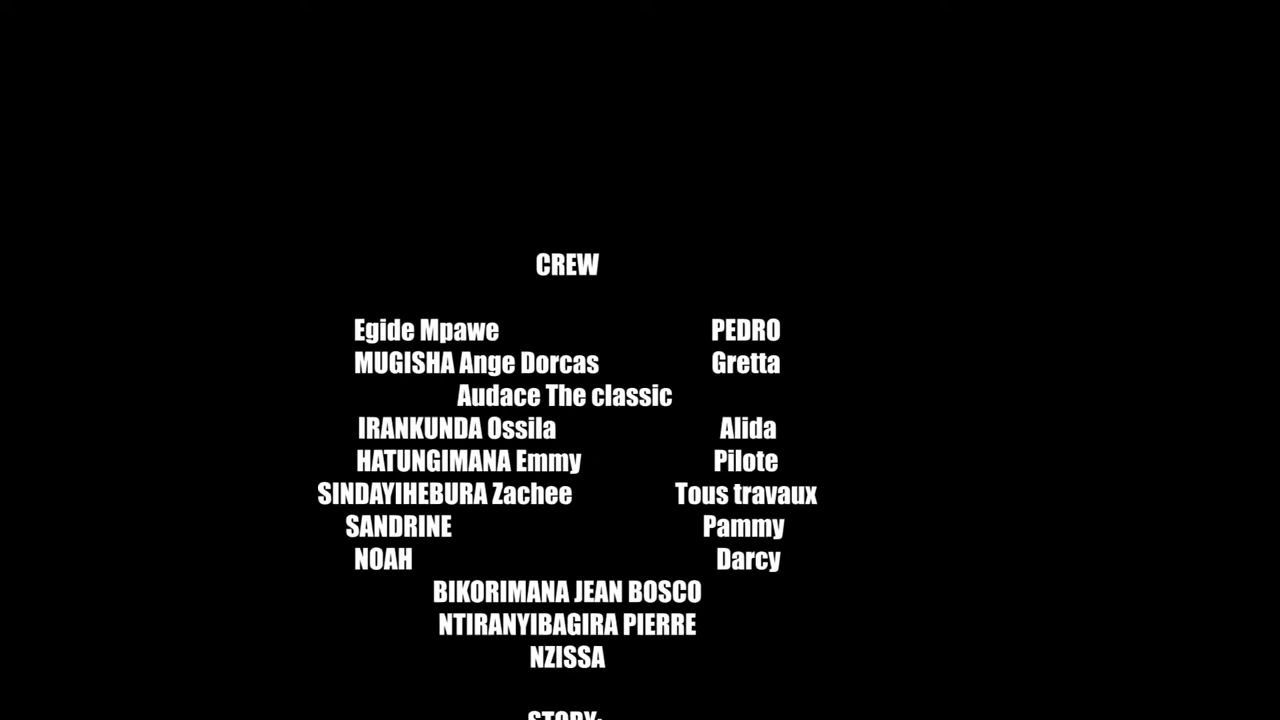 CREW
Egide Mpawe PEDRO
MUGISHA Ange Dorcas Gretta
Audace The classic
IRANKUNDA Ossila Alida
HATUNGIMANA Emmy Pilote
SINDAYIHEBURA Zachee Tous travaux
SANDRINE Pammy
NOAH Darcy
BIKORIMANA JEAN BOSCO
NTIRANYIBAGIRA PIERRE
NZISSA
STORY: